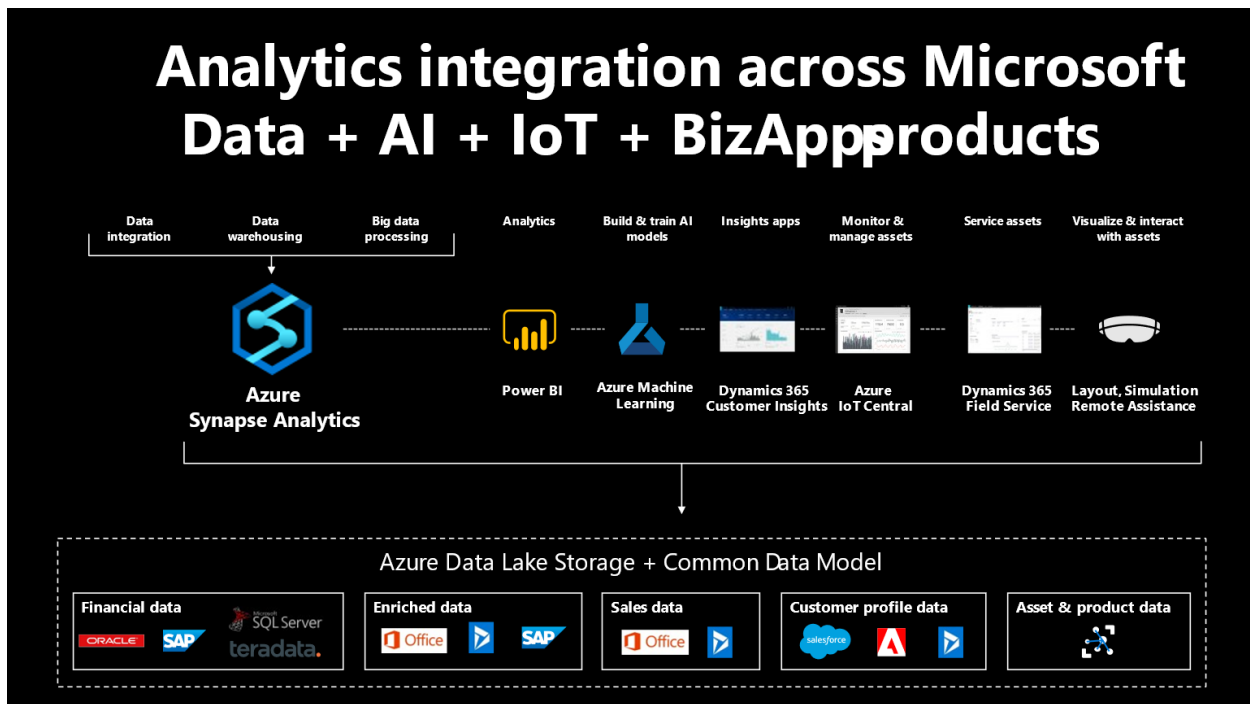 Analytics integration across Microsoft
Data + AI + IoT + BizApps products
Data
integration
Data
warehousing
Big data
processing
Analytics
Build & train AI
models
Insights apps
Monitor &
manage assets
Service assets
Visualize & interact
with assets
Azure
Synapse Analytics
Power BI
Azure Machine
Learning
Dynamics 365
Customer Insights
Azure
IoT Central
Dynamics 365
Field Service
Layout, Simulation
Remote Assistance
Azure Data Lake Storage + Common Data Model
Financial data
ORACLE
SAP
Microsoft
SQL Server
teradata.
Enriched data
Office
SAP
Sales data
Office
Customer profile data
salesforce
Asset & product data